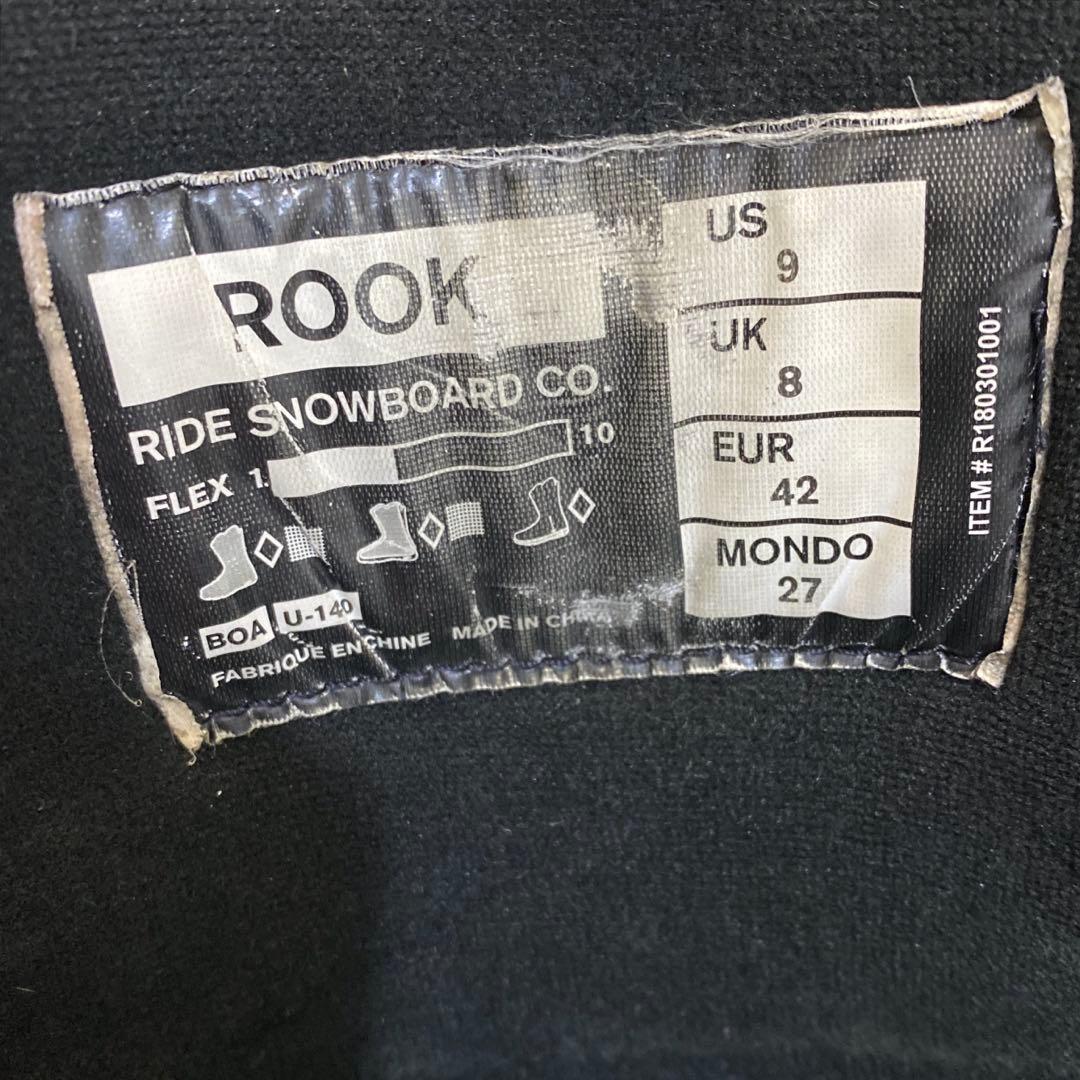 ROOK
RIDE SNOWBOARD CO.
FLEX 1 10
BOA U-140
FABRIQUE EN CHINE MADE IN CHINA
US
9
UK
8
EUR
42
MONDO
27
ITEM # R180301001